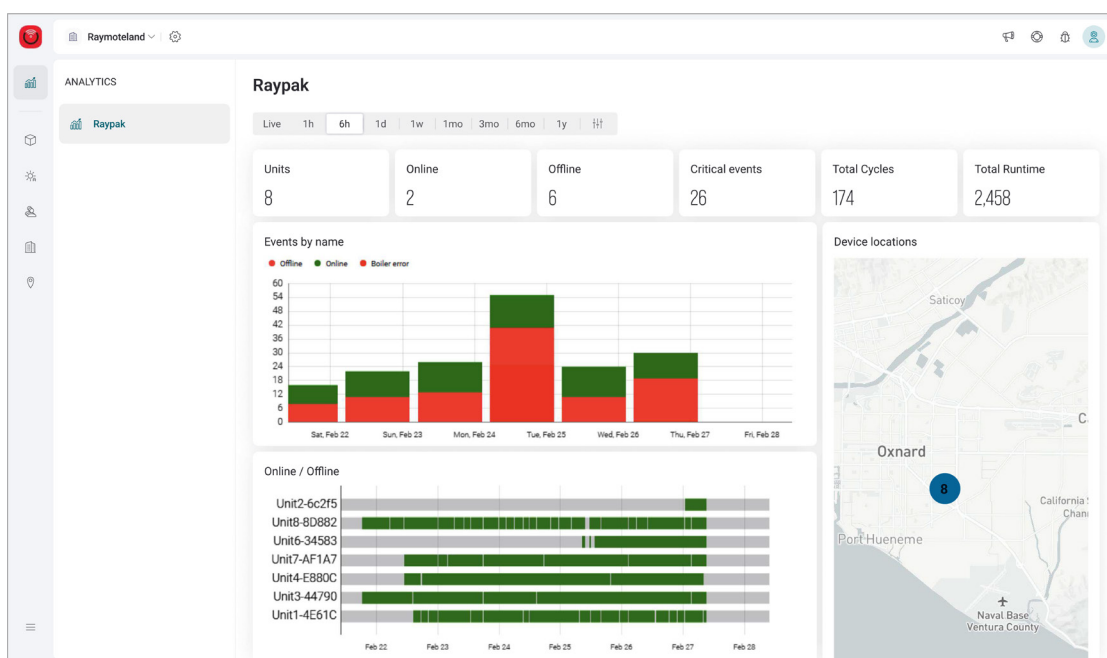 Raymoteland
ANALYTICS
Raypak
Raypak
Live 1h 6h 1d 1w 1mo 3mo 6mo 1y
Units
8
Online
2
Offline
6
Critical events
26
Total Cycles
174
Total Runtime
2,458
Events by name
Offline Online Boiler error
60
54
48
42
36
30
24
18
12
6
0
Sat, Feb 22 Sun, Feb 23 Mon, Feb 24 Tue, Feb 25 Wed, Feb 26 Thu, Feb 27 Fri, Feb 28
Online / Offline
Unit2-6c2f5
Unit8-8D882
Unit6-34583
Unit7-AF1A7
Unit4-E880C
Unit3-44790
Unit1-4E61C
Feb 22 Feb 23 Feb 24 Feb 25 Feb 26 Feb 27 Feb 28
Device locations
Saticoy
C
Oxnard
8
California
Chan
Port Hueneme
Naval Base
Ventura County